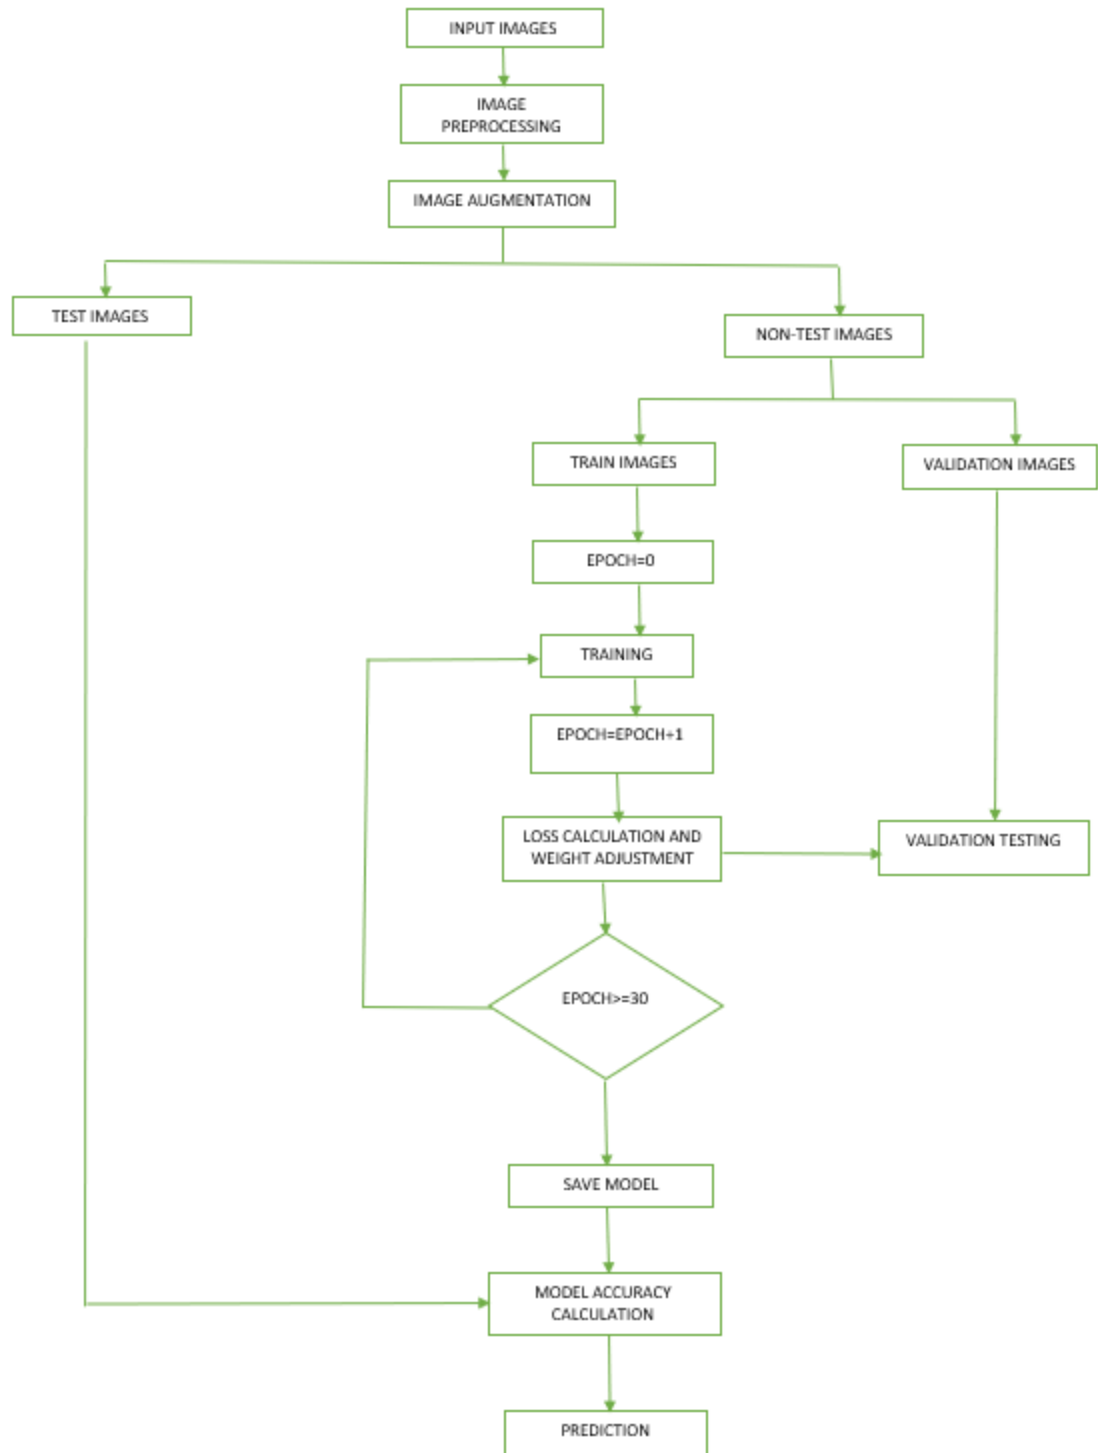 INPUT IMAGES
IMAGE
PREPROCESSING
IMAGE AUGMENTATION
TEST IMAGES
NON-TEST IMAGES
TRAIN IMAGES
VALIDATION IMAGES
EPOCH=0
TRAINING
EPOCH=EPOCH+1
LOSS CALCULATION AND
WEIGHT ADJUSTMENT
VALIDATION TESTING
EPOCH>=30
SAVE MODEL
MODEL ACCURACY
CALCULATION
PREDICTION